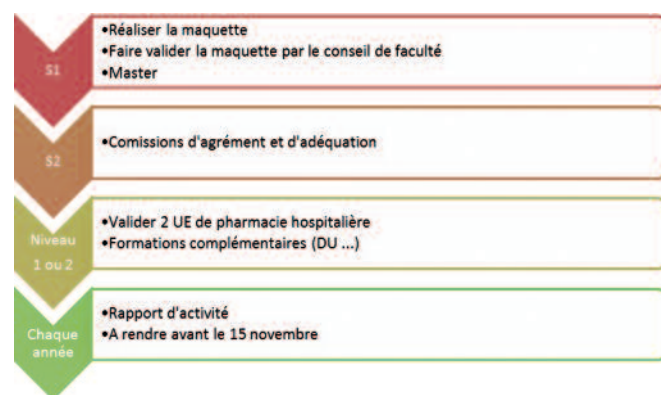 S1
•Réaliser la maquette
•Faire valider la maquette par le conseil de faculté
•Master
S2
•Comissions d'agrément et d'adéquation
Niveau
1 ou 2
•Valider 2 UE de pharmacie hospitalière
•Formations complémentaires (DU ...)
Chaque
année
•Rapport d'activité
•A rendre avant le 15 novembre